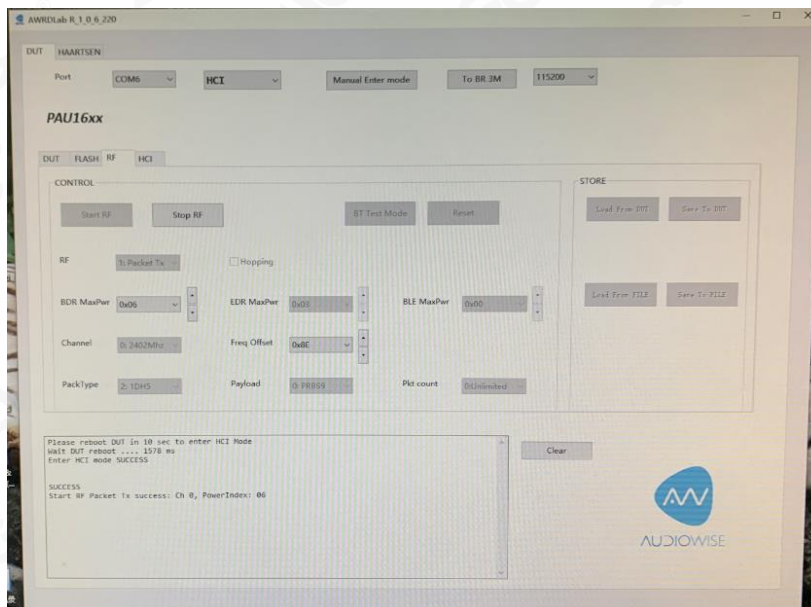 AWRDLab R_1_0_6_220
DUT HAARTSEN
Port COM6 HCI Manual Enter mode To BR 3M 115200
PAU16xx
DUT FLASH RF HCI
CONTROL
STORE
Start RF Stop RF BT Test Mode Reset
Load From DUT Save To DUT
RF 1: Packet Tx Hopping
BDR MaxPwr 0x06 EDR MaxPwr 0x03 BLE MaxPwr 0x00
Load From FILE Save To FILE
Channel 0: 2402Mhz Freq Offset 0x8E
PackType 2: 1DH5 Payload 0: PRBS9 Pkt count 0:Unlimited
Please reboot DUT in 10 sec to enter HCI Mode
Wait DUT reboot .... 1578 ms
Enter HCI mode SUCCESS
SUCCESS
Start RF Packet Tx success: Ch 0, PowerIndex: 06
Clear
AUDIOWISE